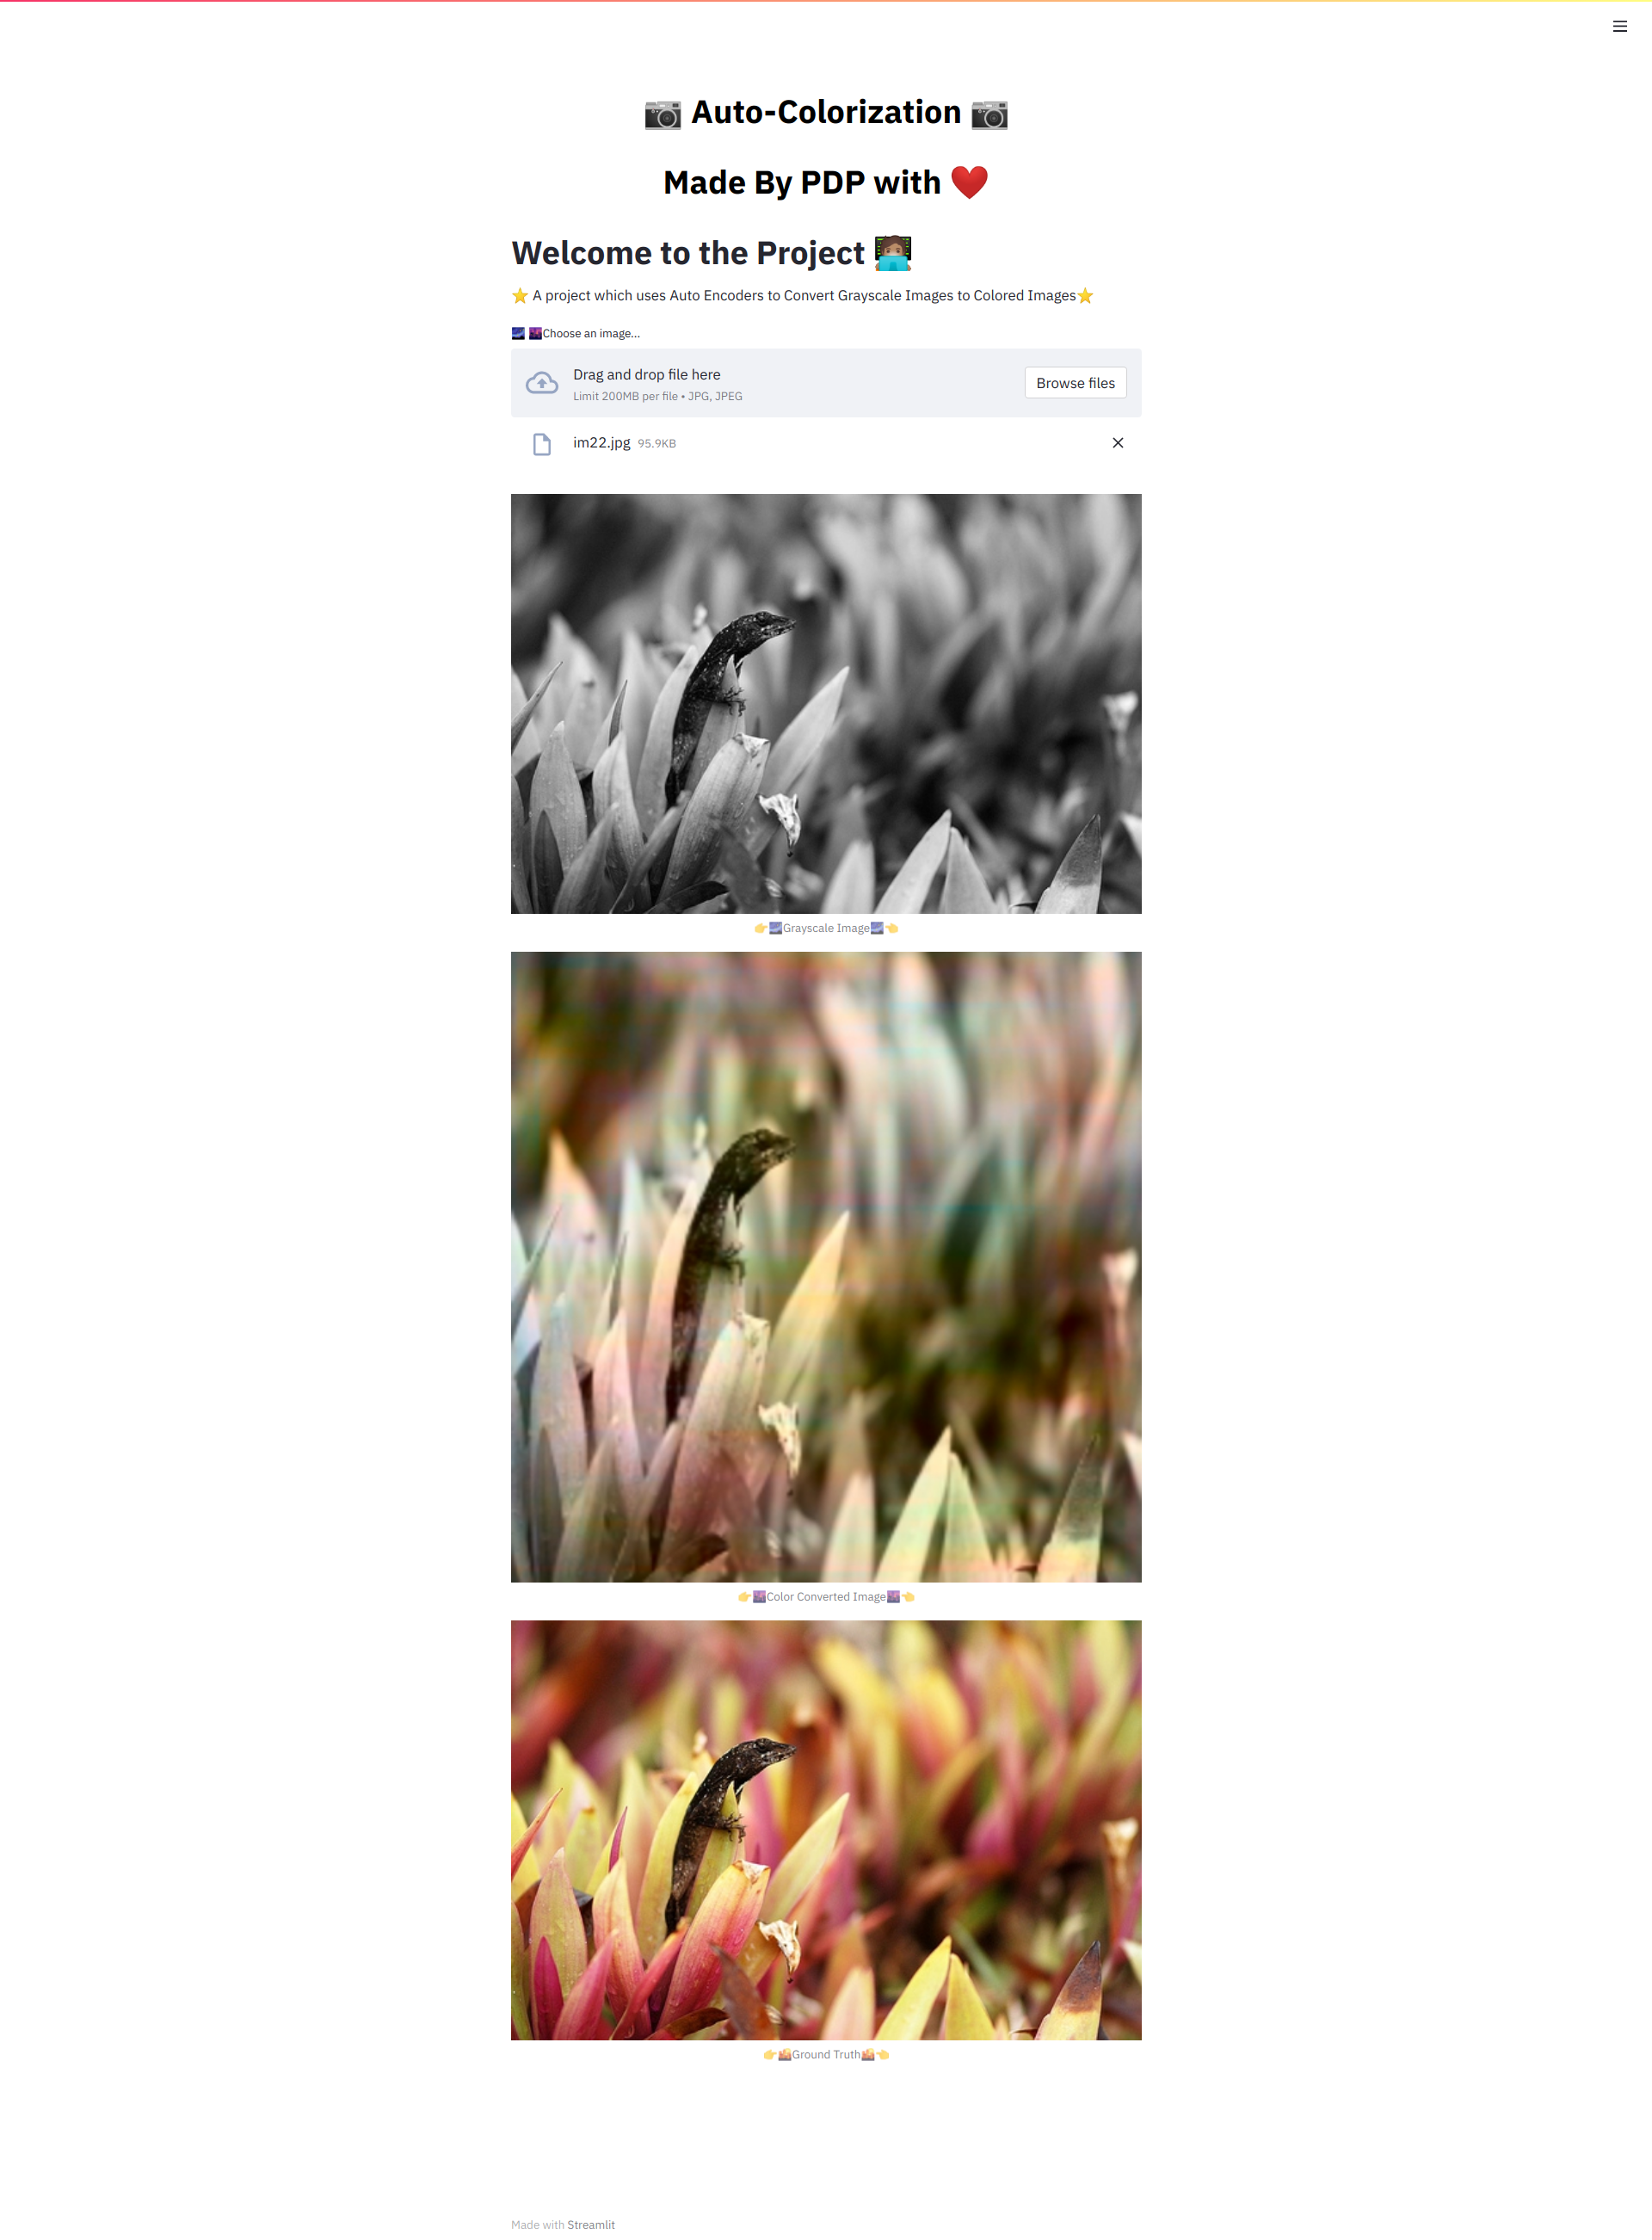 📷 Auto-Colorization 📷
Made By PDP with ❤️
Welcome to the Project 👩🏽‍💻
⭐ A project which uses Auto Encoders to Convert Grayscale Images to Colored Images⭐
🌌 🌆Choose an image...
Drag and drop file here
Limit 200MB per file • JPG, JPEG
Browse files
im22.jpg 95.9KB
👉🌌Grayscale Image🌌👈
👉🌆Color Converted Image🌆👈
👉🌇Ground Truth🌇👈
Made with Streamlit